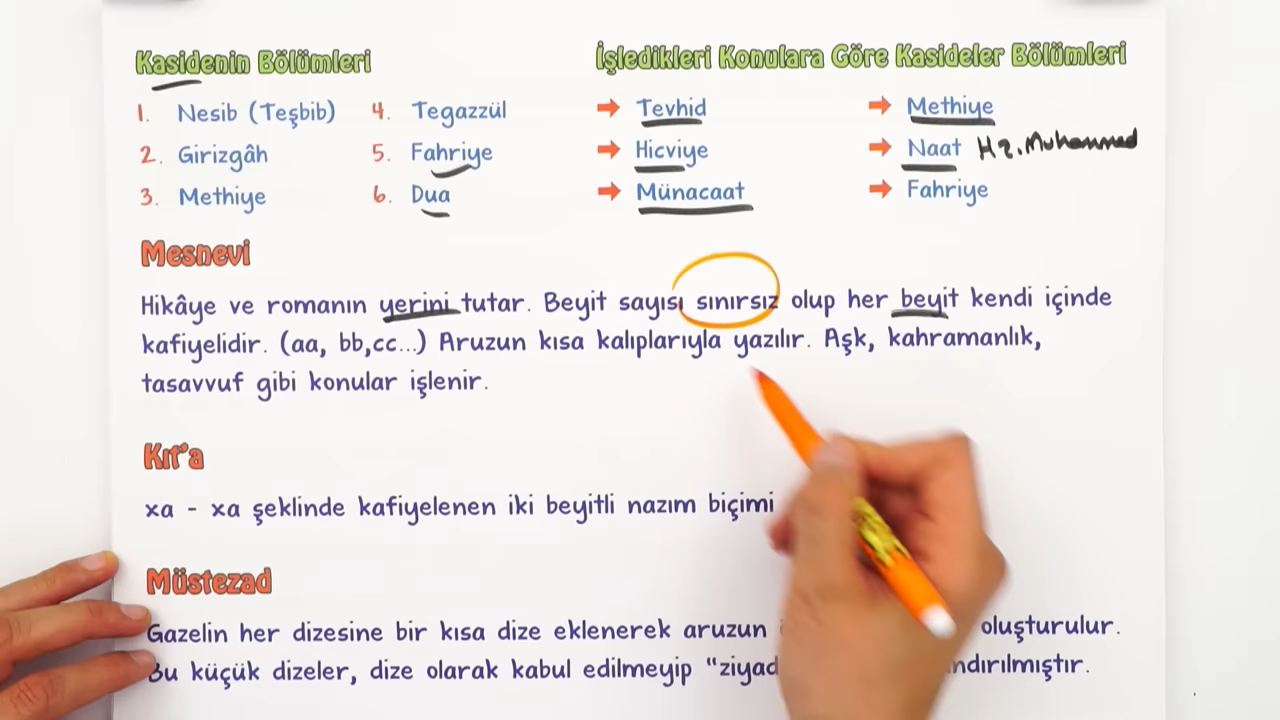 Kasidenin Bölümleri
1. Nesib (Teşbib)
2. Girizgâh
3. Methiye
4. Tegazzül
5. Fahriye
6. Dua
İşledikleri Konulara Göre Kasideler Bölümleri
→ Tevhid
→ Hicviye
→ Münacaat
→ Methiye
→ Naat Hz. Muhammed
→ Fahriye
Mesnevi
Hikâye ve romanın yerini tutar. Beyit sayısı sınırsız olup her beyit kendi içinde
kafiyelidir. (aa, bb,cc...) Aruzun kısa kalıplarıyla yazılır. Aşk, kahramanlık,
tasavvuf gibi konular işlenir.
Kıt'a
xa - xa şeklinde kafiyelenen iki beyitli nazım biçimi
Müstezad
Gazelin her dizesine bir kısa dize eklenerek aruzun oluşturulur.
Bu küçük dizeler, dize olarak kabul edilmeyip